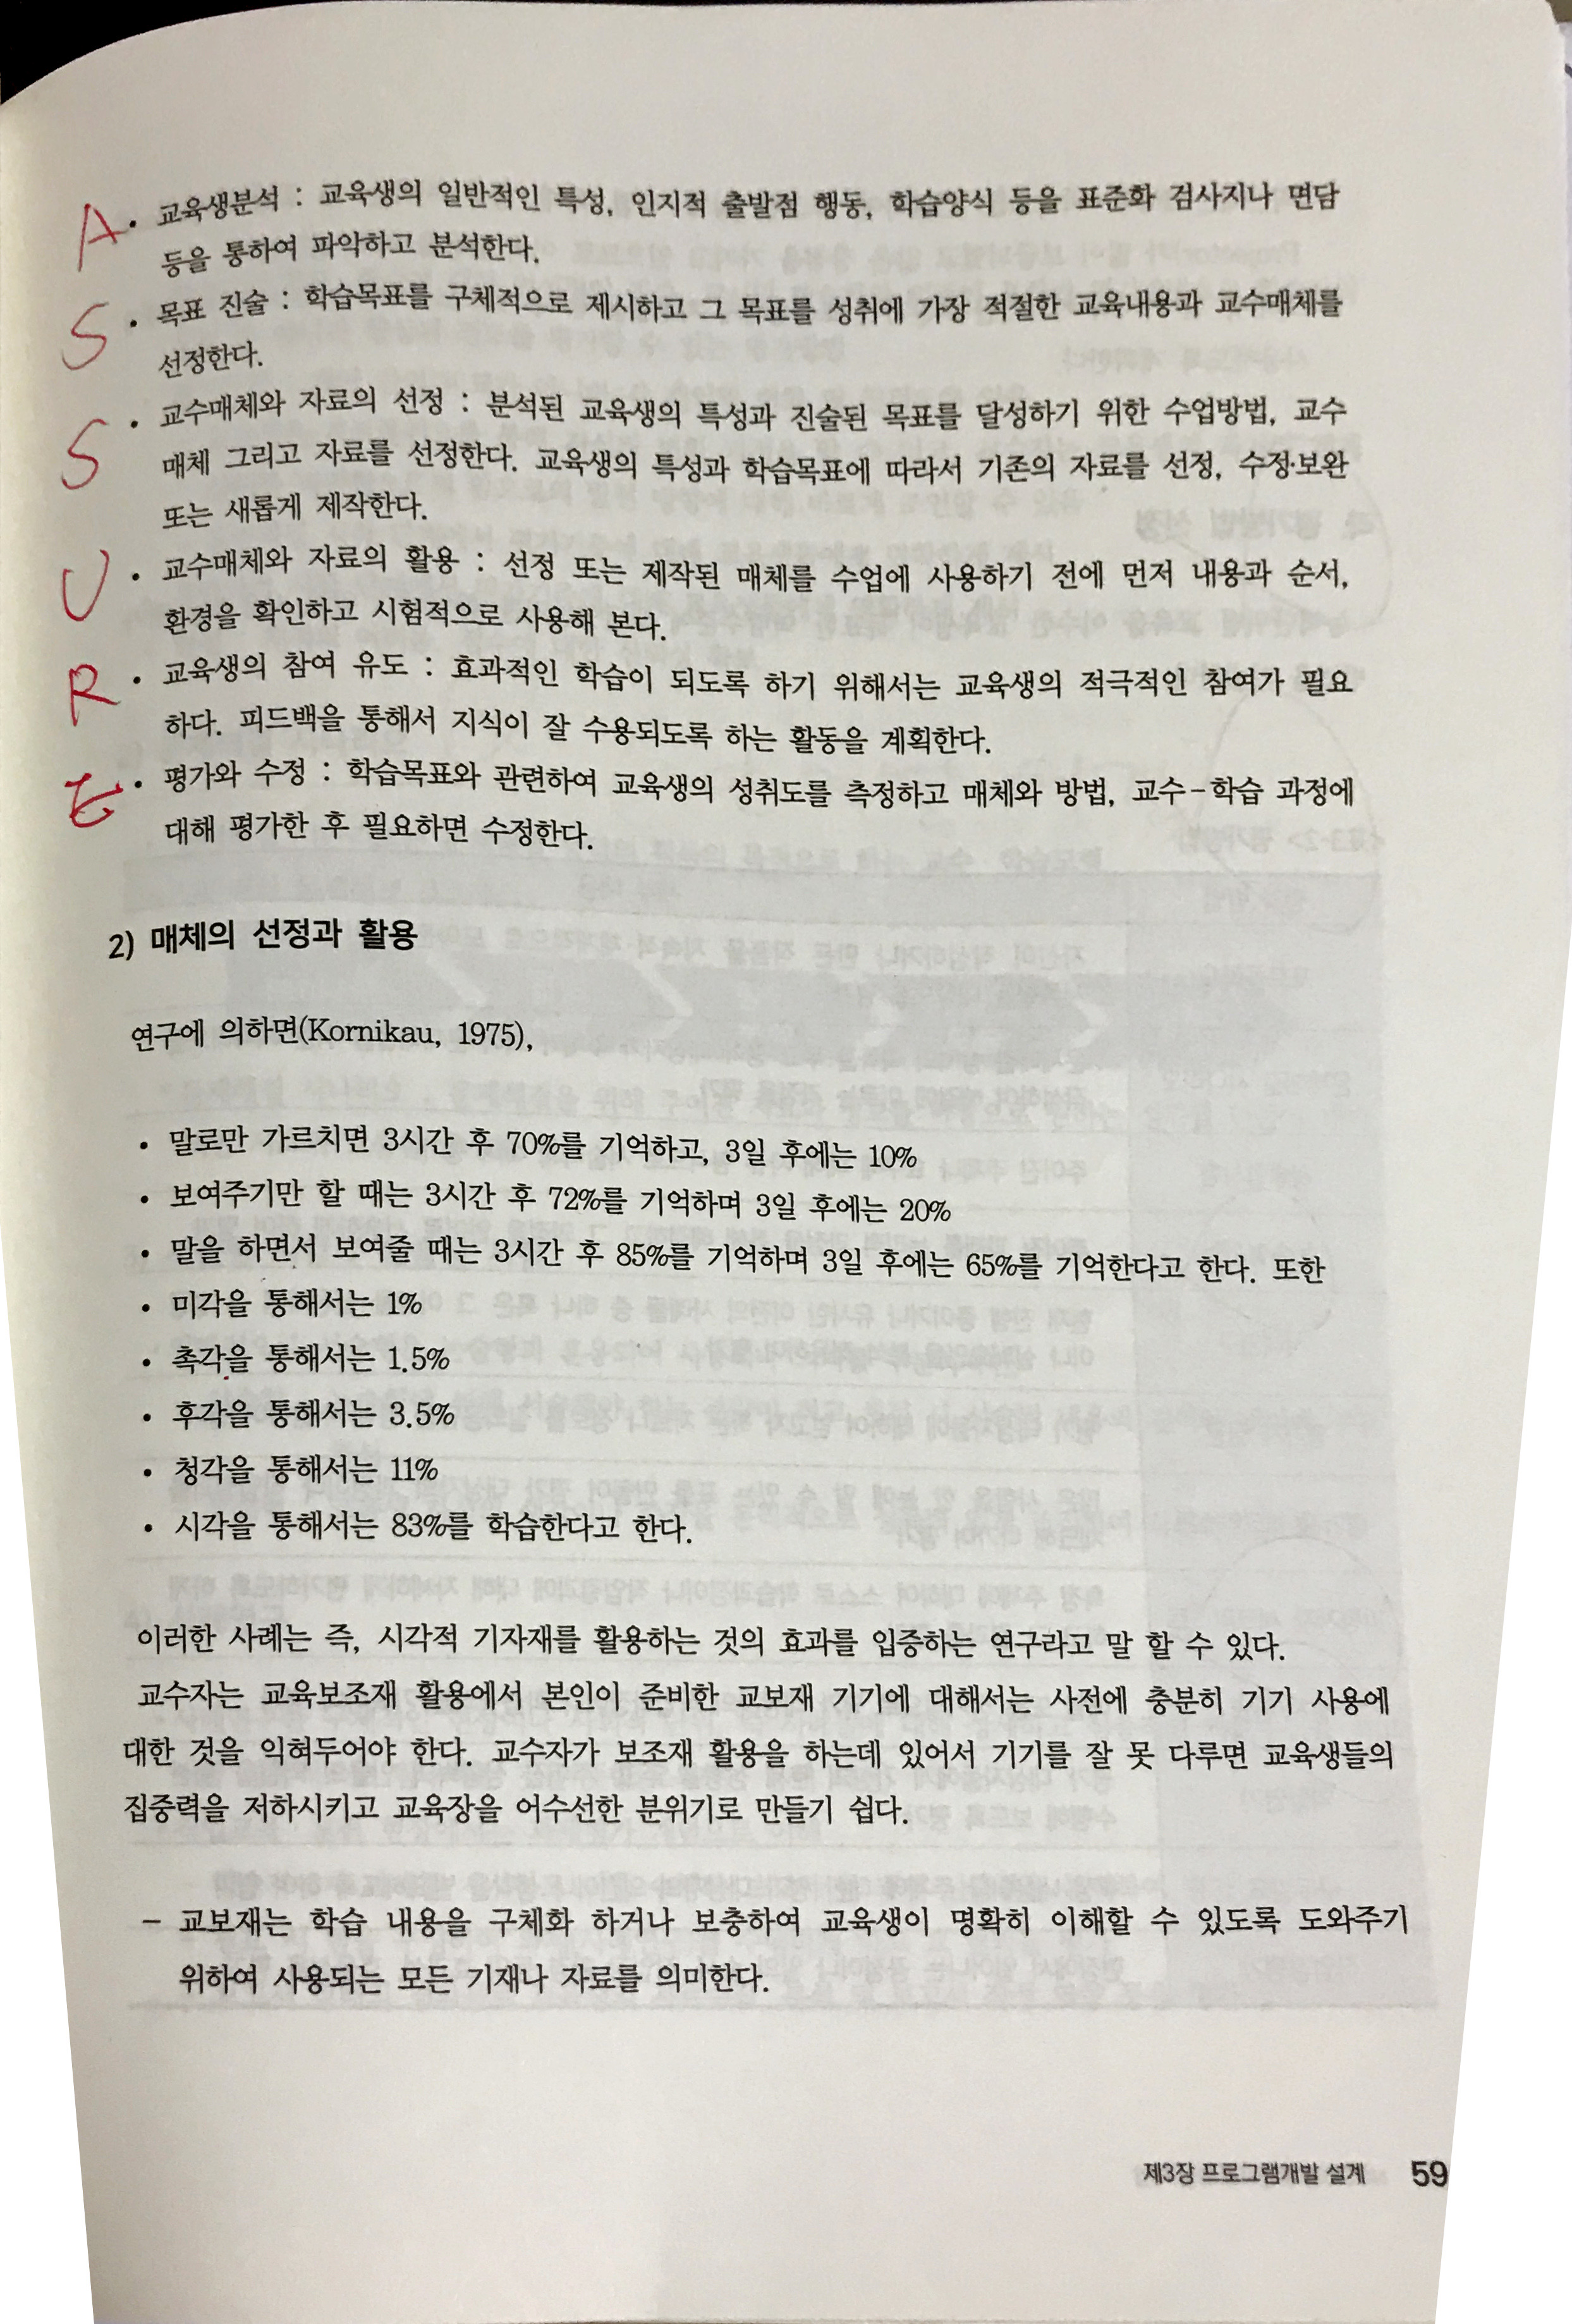 A • 교육생분석 : 교육생의 일반적인 특성, 인지적 출발점 행동, 학습양식 등을 표준화 검사지나 면담
등을 통하여 파악하고 분석한다.
S • 목표 진술 : 학습목표를 구체적으로 제시하고 그 목표를 성취에 가장 적절한 교육내용과 교수매체를
선정한다.
S • 교수매체와 자료의 선정 : 분석된 교육생의 특성과 진술된 목표를 달성하기 위한 수업방법, 교수
매체 그리고 자료를 선정한다. 교육생의 특성과 학습목표에 따라서 기존의 자료를 선정, 수정·보완
또는 새롭게 제작한다.
U • 교수매체와 자료의 활용 : 선정 또는 제작된 매체를 수업에 사용하기 전에 먼저 내용과 순서,
환경을 확인하고 시험적으로 사용해 본다.
R • 교육생의 참여 유도 : 효과적인 학습이 되도록 하기 위해서는 교육생의 적극적인 참여가 필요
하다. 피드백을 통해서 지식이 잘 수용되도록 하는 활동을 계획한다.
E • 평가와 수정 : 학습목표와 관련하여 교육생의 성취도를 측정하고 매체와 방법, 교수-학습 과정에
대해 평가한 후 필요하면 수정한다.
2) 매체의 선정과 활용
연구에 의하면(Kornikau, 1975),
• 말로만 가르치면 3시간 후 70%를 기억하고, 3일 후에는 10%
• 보여주기만 할 때는 3시간 후 72%를 기억하며 3일 후에는 20%
• 말을 하면서 보여줄 때는 3시간 후 85%를 기억하며 3일 후에는 65%를 기억한다고 한다. 또한
• 미각을 통해서는 1%
• 촉각을 통해서는 1.5%
• 후각을 통해서는 3.5%
• 청각을 통해서는 11%
• 시각을 통해서는 83%를 학습한다고 한다.
이러한 사례는 즉, 시각적 기자재를 활용하는 것의 효과를 입증하는 연구라고 말 할 수 있다.
교수자는 교육보조재 활용에서 본인이 준비한 교보재 기기에 대해서는 사전에 충분히 기기 사용에
대한 것을 익혀두어야 한다. 교수자가 보조재 활용을 하는데 있어서 기기를 잘 못 다루면 교육생들의
집중력을 저하시키고 교육장을 어수선한 분위기로 만들기 쉽다.
- 교보재는 학습 내용을 구체화 하거나 보충하여 교육생이 명확히 이해할 수 있도록 도와주기
위하여 사용되는 모든 기재나 자료를 의미한다.
제3장 프로그램개발 설계 59